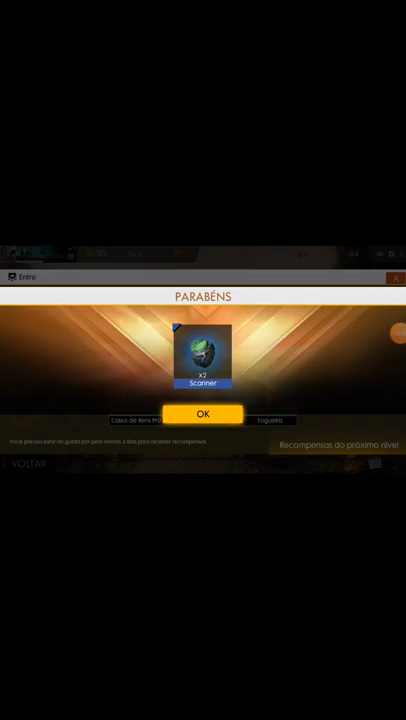 Entre
PARABÉNS
x2
Scanner
OK
Caixa de Itens Pro
Fogueira
Você precisa estar na guilda por pelo menos 3 dias para receber recompensas.
Recompensas do próximo nível
VOLTAR